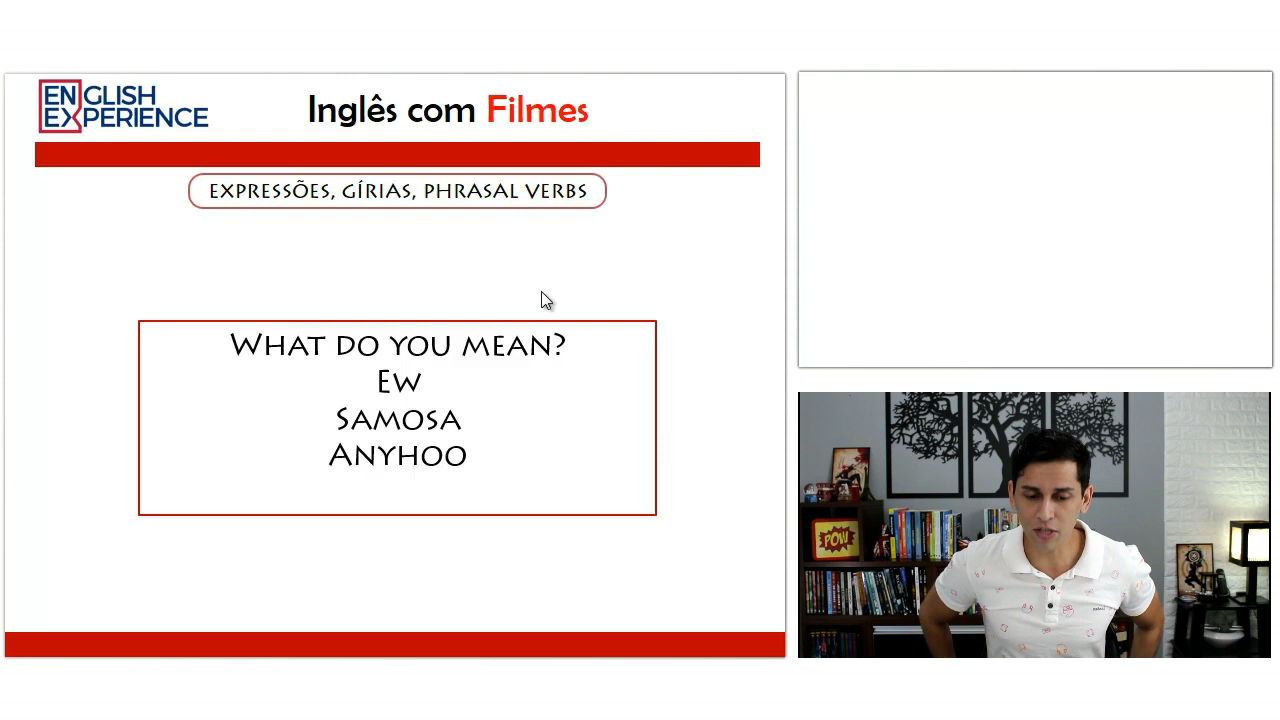 ENGLISH
EXPERIENCE
Inglês com Filmes
EXPRESSÕES, GÍRIAS, PHRASAL VERBS
WHAT DO YOU MEAN?
EW
SAMOSA
ANYHOO
POW